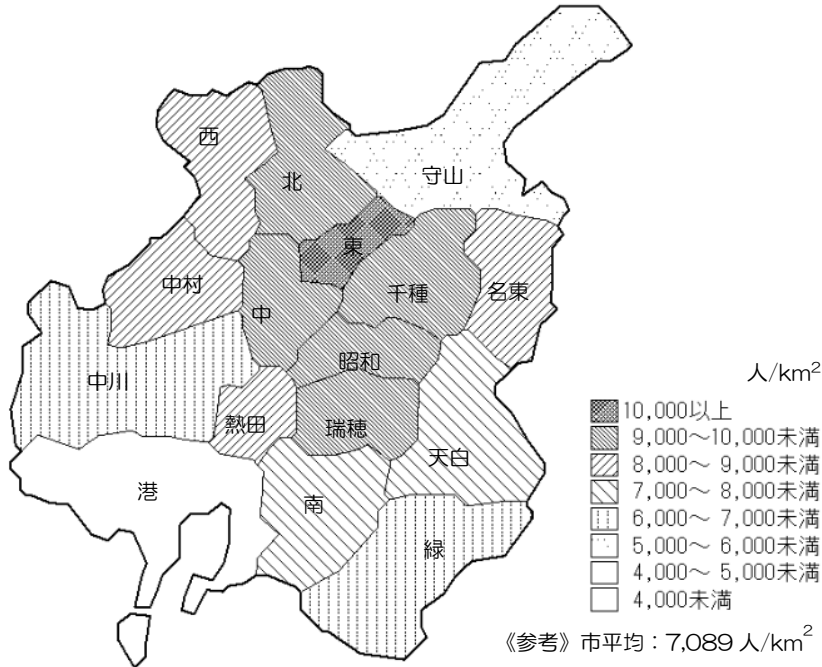 西
北
守山
東
中村
中
千種
名東
昭和
中川
熱田
瑞穂
天白
港
南
緑
人/km²
10,000以上
9,000～10,000未満
8,000～ 9,000未満
7,000～ 8,000未満
6,000～ 7,000未満
5,000～ 6,000未満
4,000～ 5,000未満
4,000未満
《参考》市平均：7,089 人/km²